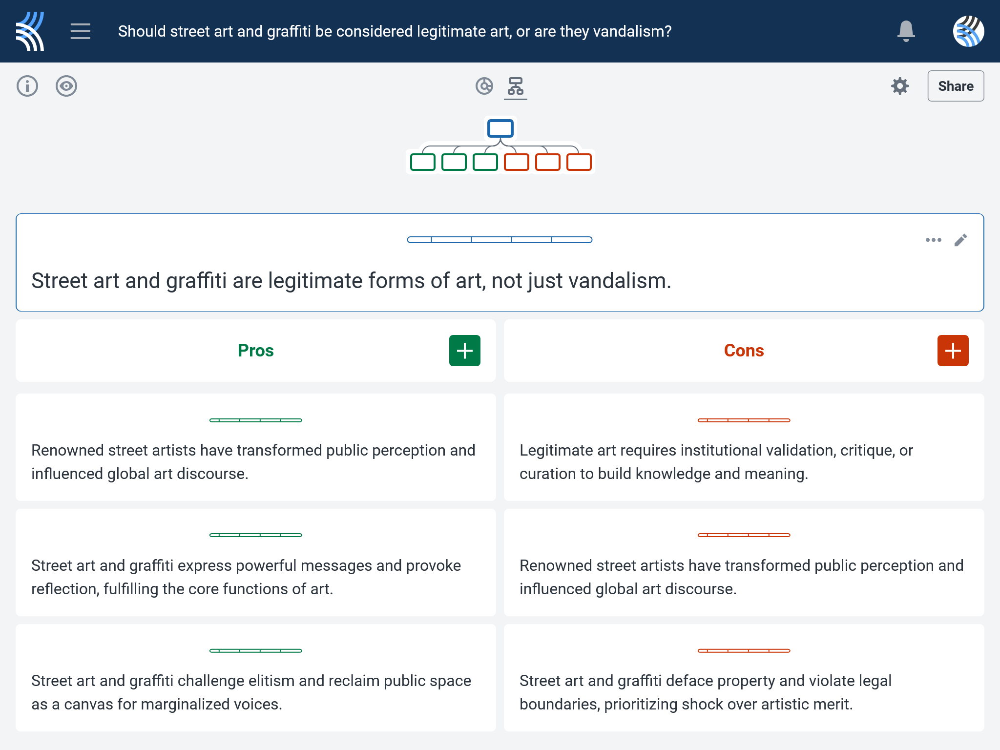 Should street art and graffiti be considered legitimate art, or are they vandalism?
Share
Street art and graffiti are legitimate forms of art, not just vandalism.
Pros
Cons
Renowned street artists have transformed public perception and
influenced global art discourse.
Legitimate art requires institutional validation, critique, or
curation to build knowledge and meaning.
Street art and graffiti express powerful messages and provoke
reflection, fulfilling the core functions of art.
Renowned street artists have transformed public perception and
influenced global art discourse.
Street art and graffiti challenge elitism and reclaim public space
as a canvas for marginalized voices.
Street art and graffiti deface property and violate legal
boundaries, prioritizing shock over artistic merit.